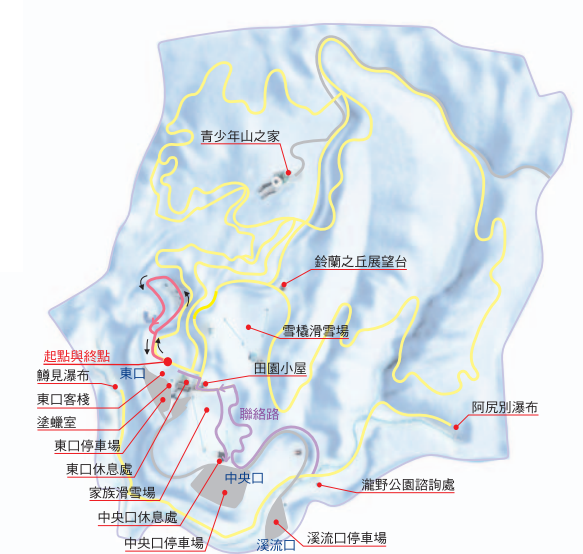 青少年山之家
鈴蘭之丘展望台
雪橇滑雪場
起點與終點
東口
鱒見瀑布
田園小屋
東口客棧
塗蠟室
聯絡路
阿尻別瀑布
東口停車場
東口休息處
中央口
家族滑雪場
瀧野公園諮詢處
中央口休息處
中央口停車場
溪流口
溪流口停車場